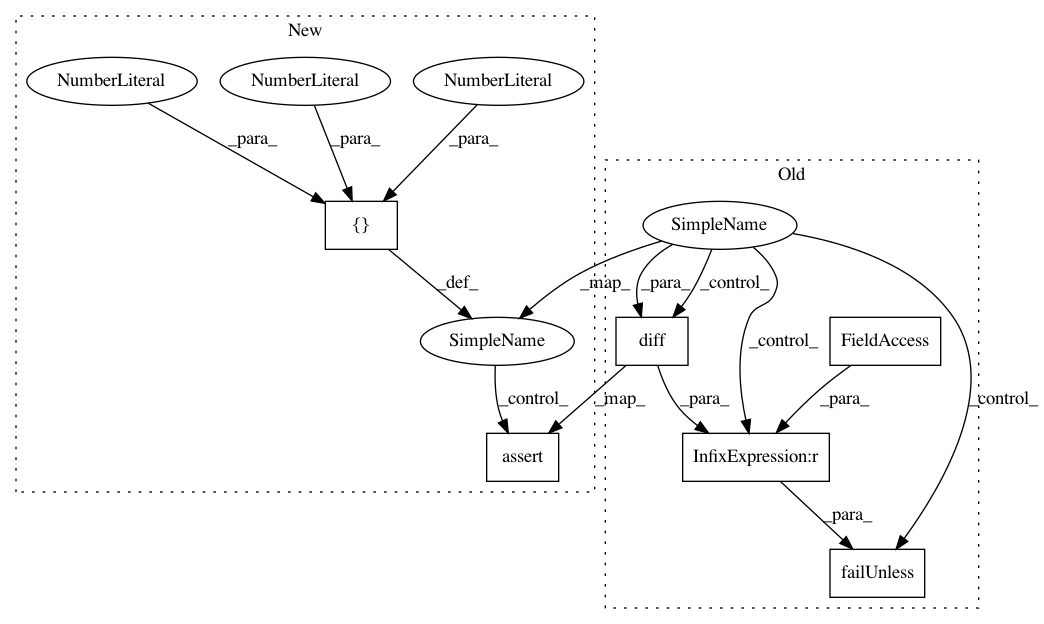 New
NumberLiteral NumberLiteral NumberLiteral
_para_ _para_ _para_
Old
{} SimpleName
_def_ _map_ _para_ _control_
SimpleName diff _control_ FieldAccess
_control_ _map_ _para_ _para_ _control_
assert InfixExpression:r
_para_
failUnless